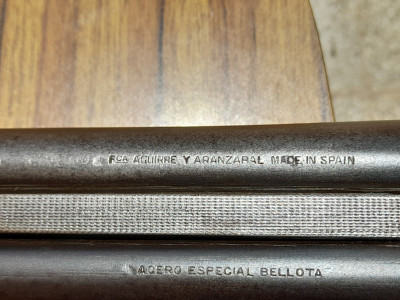 Fca AGUIRRE Y ARANZABAL MADE IN SPAIN
ACERO ESPECIAL BELLOTA